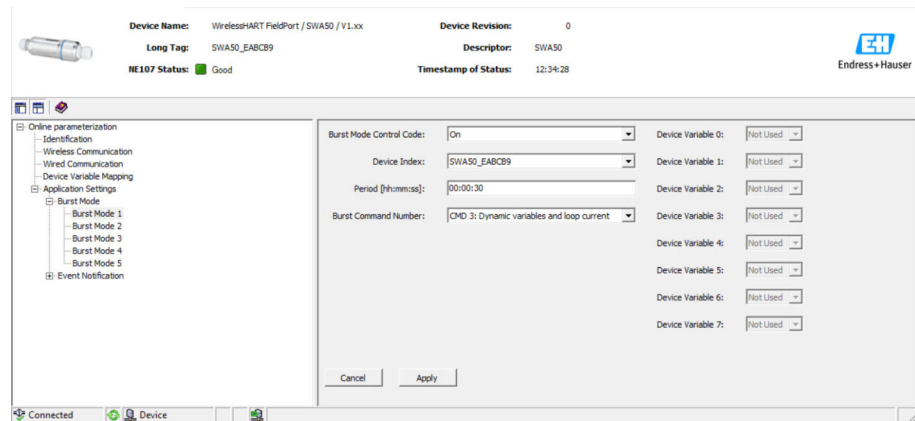 Device Name: WirelessHART FieldPort / SWA50 / V1.xx Device Revision: 0
Long Tag: SWA50_EABCB9 Descriptor: SWA50
NE107 Status: Good Timestamp of Status: 12:34:28
EH
Endress+Hauser
Online parameterization
Identification
Wireless Communication
Wired Communication
Device Variable Mapping
Application Settings
Burst Mode
Burst Mode 1
Burst Mode 2
Burst Mode 3
Burst Mode 4
Burst Mode 5
Event Notification
Burst Mode Control Code: On
Device Index: SWA50_EABCB9
Period [hh:mm:ss]: 00:00:30
Burst Command Number: CMD 3: Dynamic variables and loop current
Device Variable 0: Not Used
Device Variable 1: Not Used
Device Variable 2: Not Used
Device Variable 3: Not Used
Device Variable 4: Not Used
Device Variable 5: Not Used
Device Variable 6: Not Used
Device Variable 7: Not Used
Cancel Apply
Connected Device